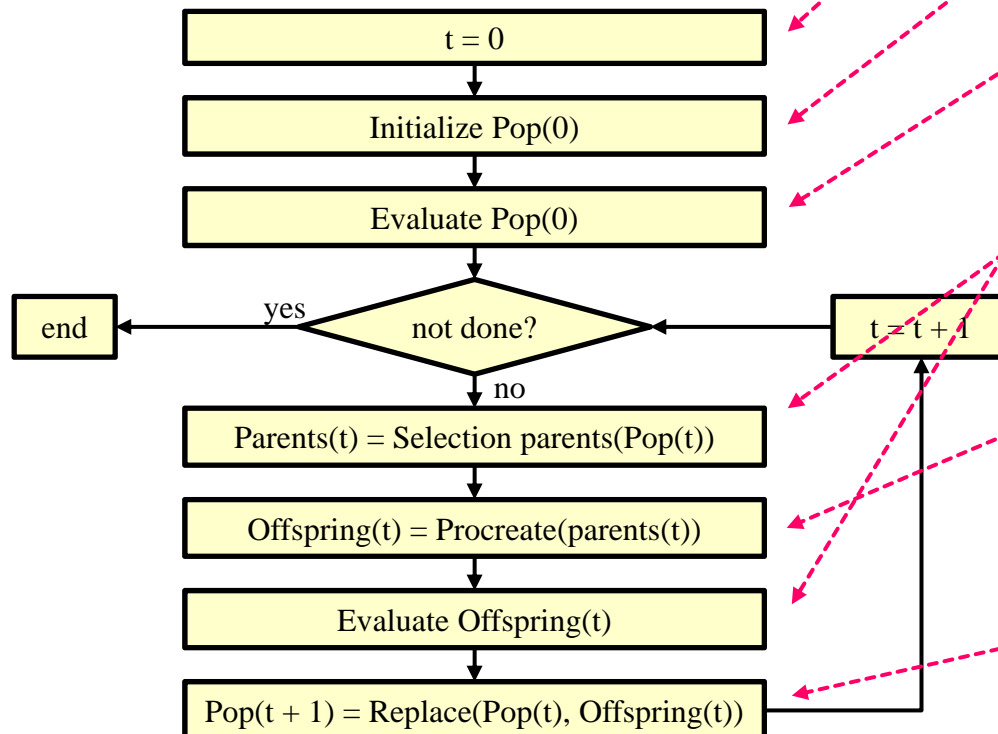 t = 0
Initialize Pop(0)
Evaluate Pop(0)
yes
end
not done?
t = t + 1
no
Parents(t) = Selection parents(Pop(t))
Offspring(t) = Procreate(parents(t))
Evaluate Offspring(t)
Pop(t + 1) = Replace(Pop(t), Offspring(t))